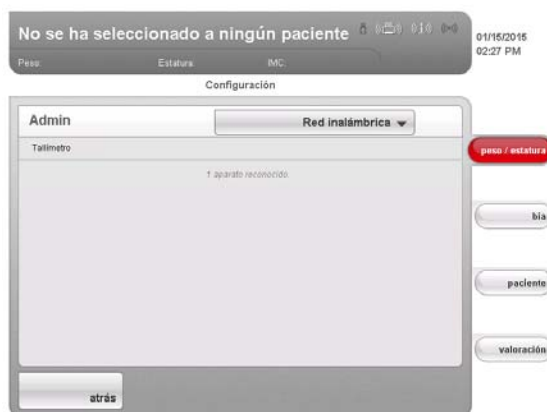 No se ha seleccionado a ningún paciente
01/15/2015
02:27 PM
Peso: Estatura: IMC:
Configuración
Admin Red inalámbrica
Tallímetro
1 aparato reconocido.
peso / estatura
bia
paciente
valoración
atrás